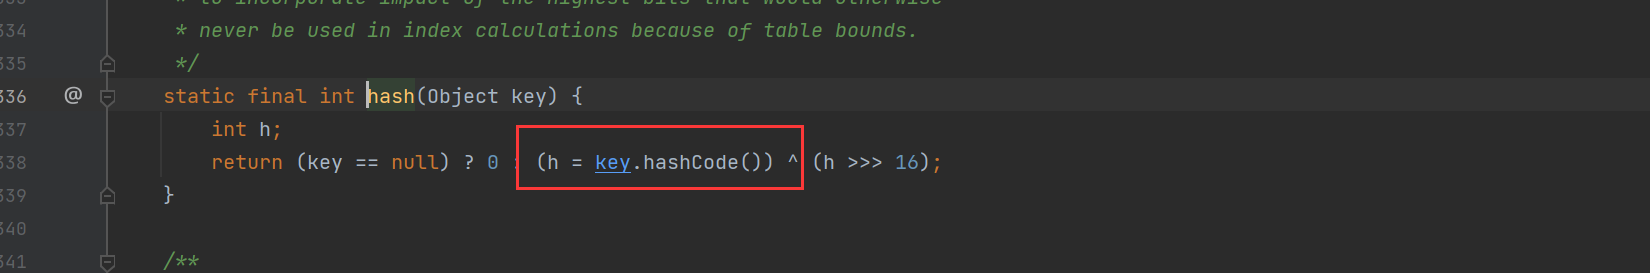 334 * never be used in index calculations because of table bounds.
335 */
336 @ static final int hash(Object key) {
337 int h;
338 return (key == null) ? 0 : (h = key.hashCode()) ^ (h >>> 16);
339 }
340
341 /**